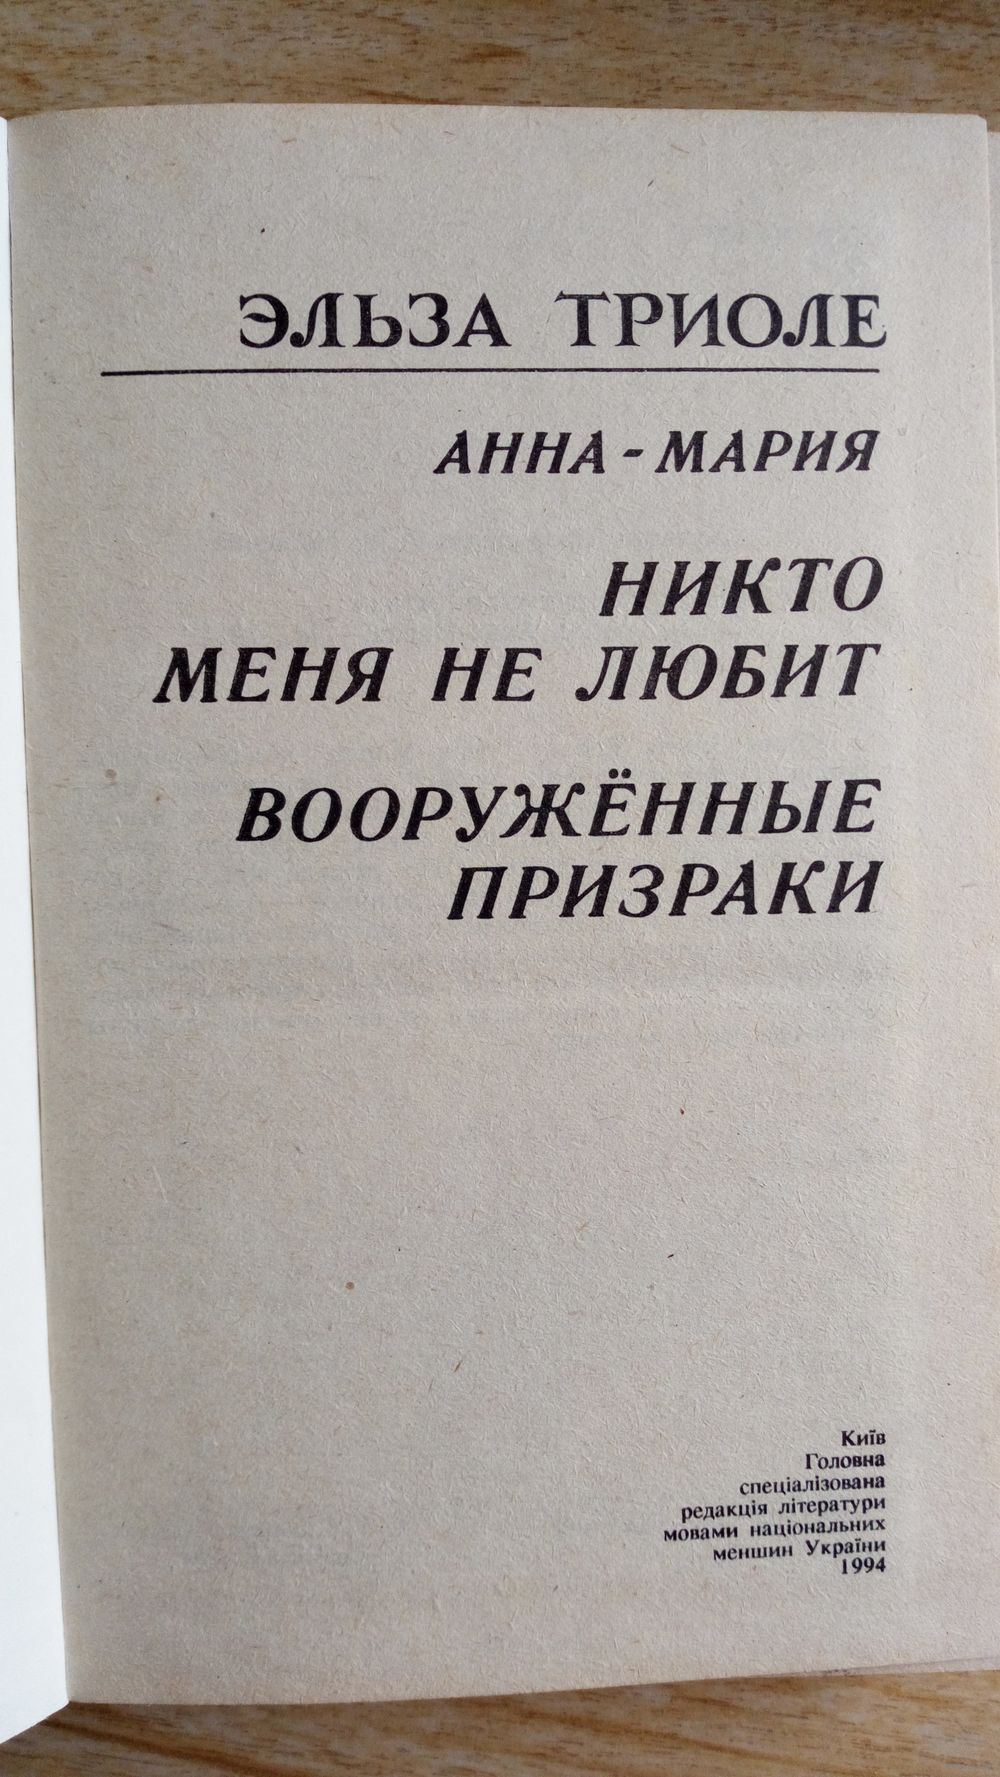 ЭЛЬЗА ТРИОЛЕ
АННА - МАРИЯ
НИКТО
МЕНЯ НЕ ЛЮБИТ
ВООРУЖЁННЫЕ
ПРИЗРАКИ
Київ
Головна
спеціалізована
редакція літератури
мовами національних
меншин України
1994